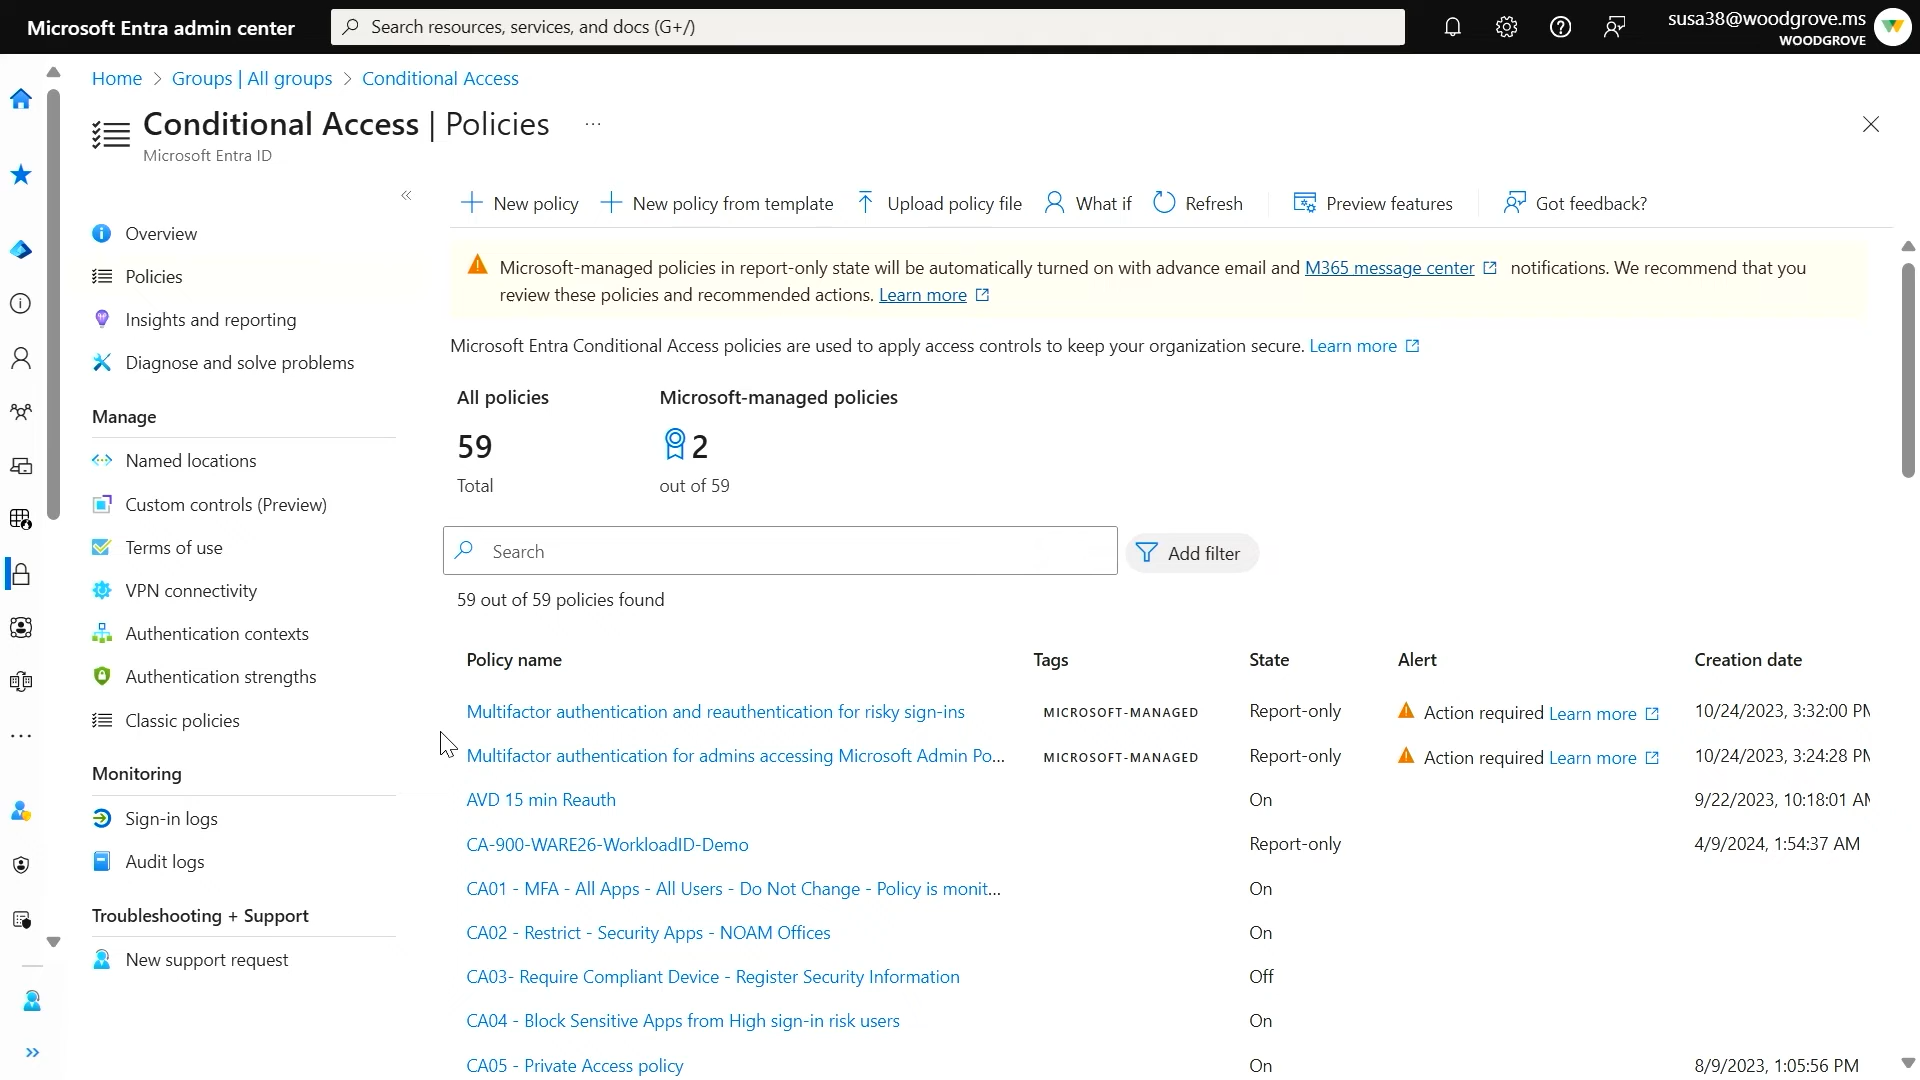 Microsoft Entra admin center
Search resources, services, and docs (G+/)
susa38@woodgrove.ms
WOODGROVE
Home > Groups | All groups > Conditional Access
Conditional Access | Policies ...
Microsoft Entra ID
Overview
Policies
Insights and reporting
Diagnose and solve problems
Manage
Named locations
Custom controls (Preview)
Terms of use
VPN connectivity
Authentication contexts
Authentication strengths
Classic policies
Monitoring
Sign-in logs
Audit logs
Troubleshooting + Support
New support request
New policy New policy from template Upload policy file What if Refresh Preview features Got feedback?
Microsoft-managed policies in report-only state will be automatically turned on with advance email and M365 message center notifications. We recommend that you
review these policies and recommended actions. Learn more
Microsoft Entra Conditional Access policies are used to apply access controls to keep your organization secure. Learn more
All policies Microsoft-managed policies
59 2
Total out of 59
Search Add filter
59 out of 59 policies found
Policy name Tags State Alert Creation date
Multifactor authentication and reauthentication for risky sign-ins MICROSOFT-MANAGED Report-only Action required Learn more 10/24/2023, 3:32:00 PM
Multifactor authentication for admins accessing Microsoft Admin Po... MICROSOFT-MANAGED Report-only Action required Learn more 10/24/2023, 3:24:28 PM
AVD 15 min Reauth On 9/22/2023, 10:18:01 AM
CA-900-WARE26-WorkloadID-Demo Report-only 4/9/2024, 1:54:37 AM
CA01 - MFA - All Apps - All Users - Do Not Change - Policy is monit... On
CA02 - Restrict - Security Apps - NOAM Offices On
CA03- Require Compliant Device - Register Security Information Off
CA04 - Block Sensitive Apps from High sign-in risk users On
CA05 - Private Access policy On 8/9/2023, 1:05:56 PM